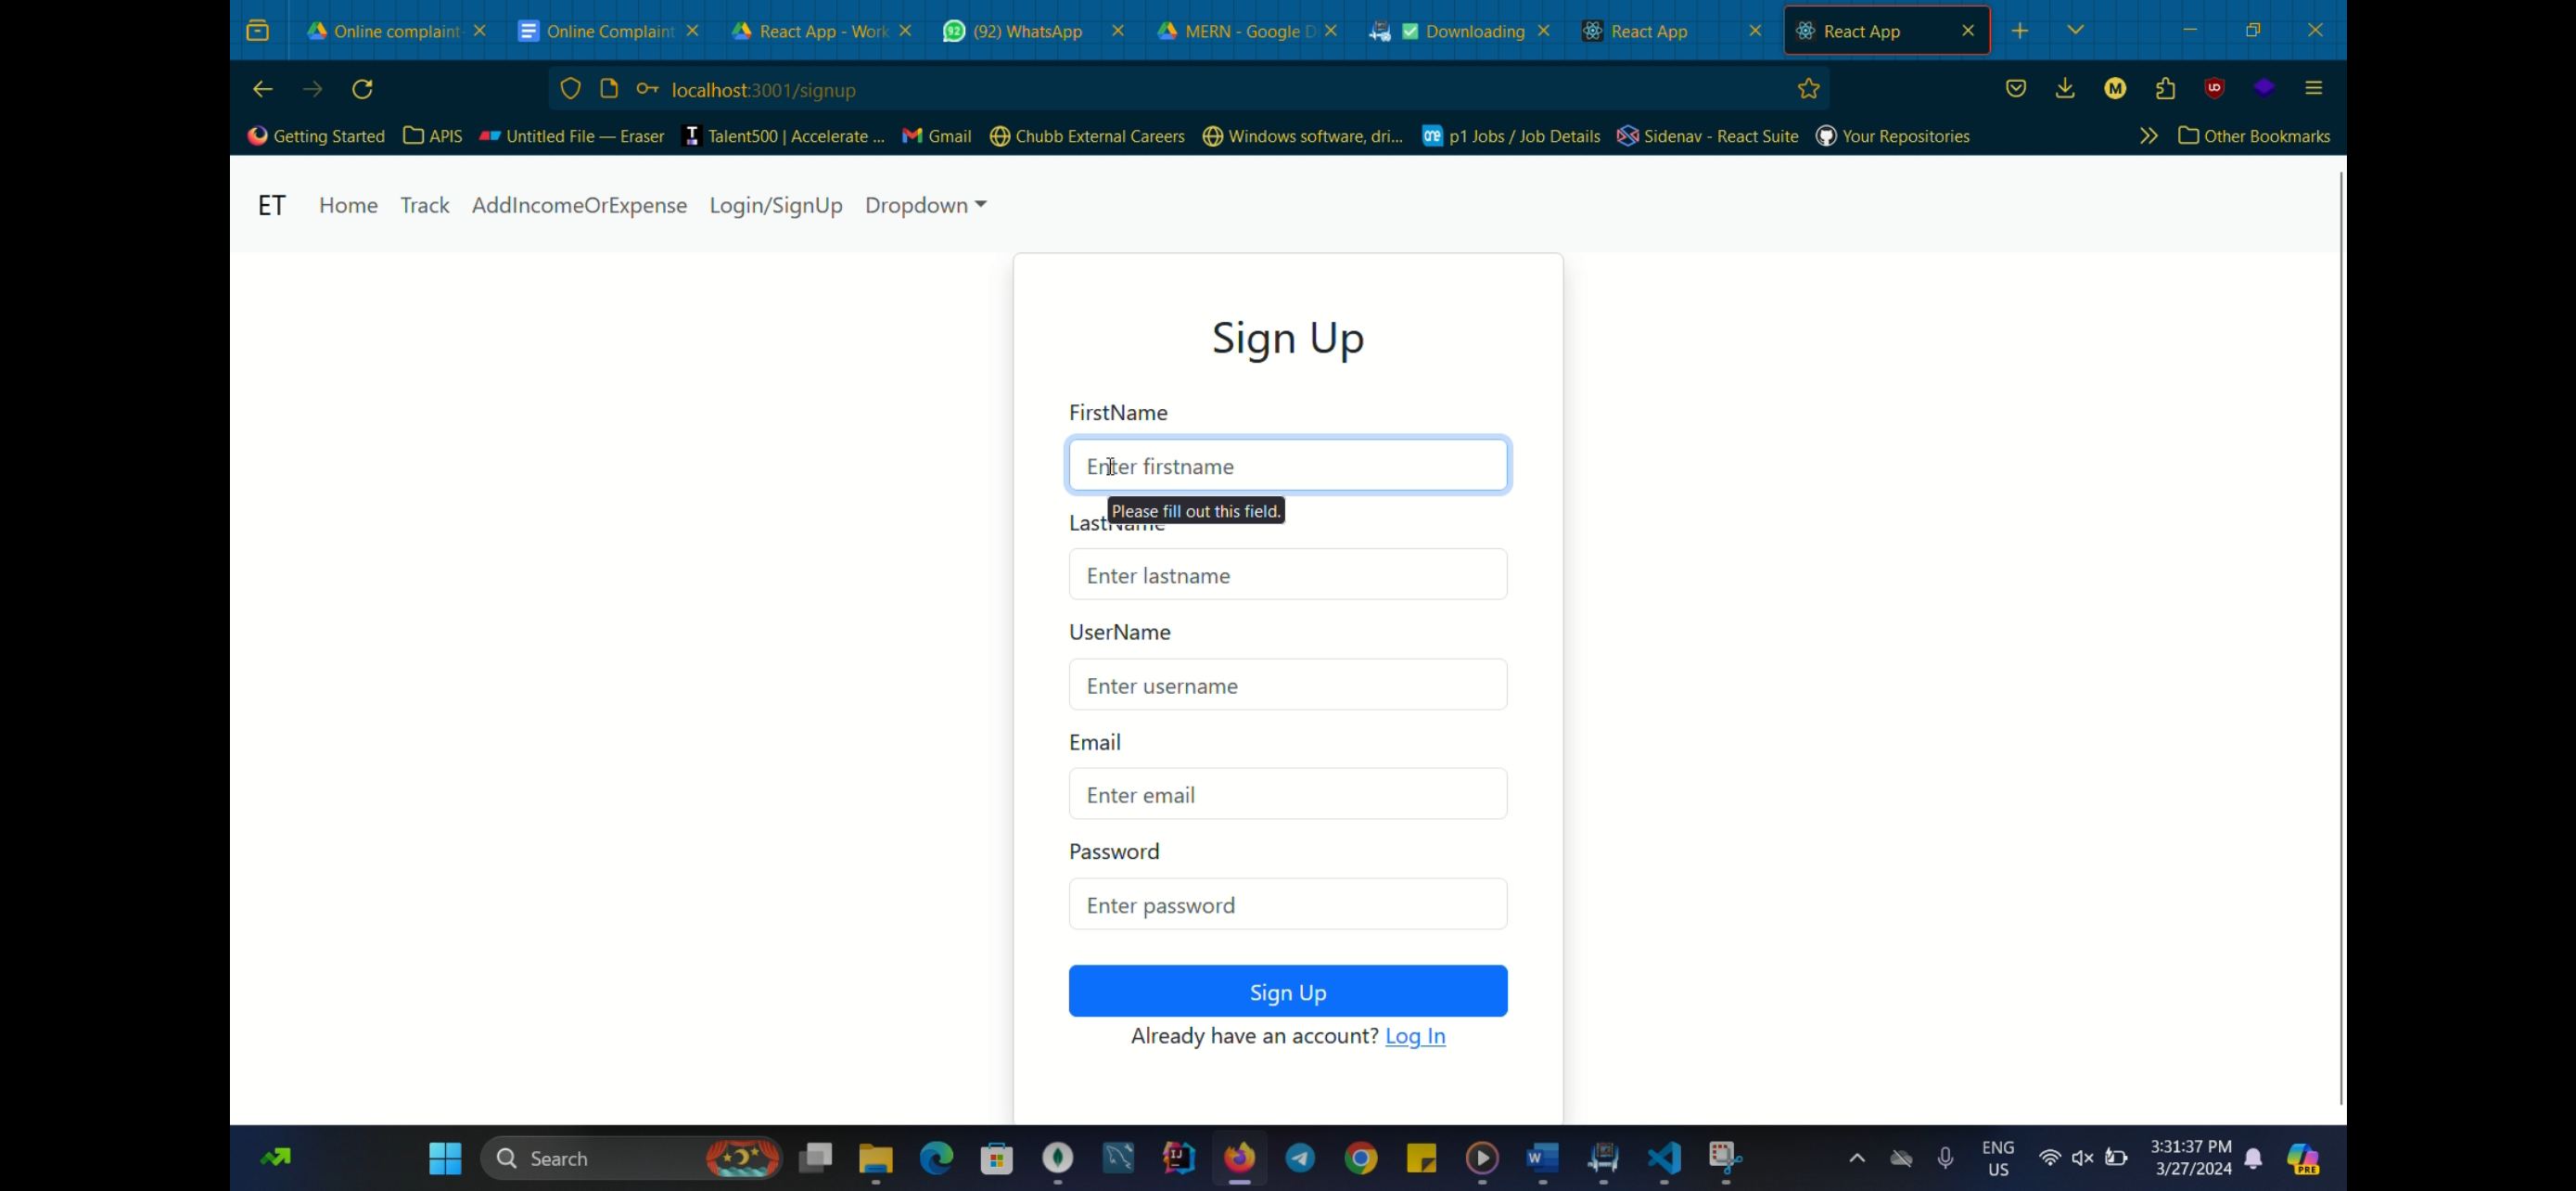 Online complaint
Online Complaint
React App - Work
(92) WhatsApp
MERN - Google D
Downloading
React App
React App
localhost:3001/signup
Getting Started
APIS
Untitled File — Eraser
Talent500 | Accelerate ...
Gmail
Chubb External Careers
Windows software, dri...
p1 Jobs / Job Details
Sidenav - React Suite
Your Repositories
Other Bookmarks
ET
Home
Track
AddIncomeOrExpense
Login/SignUp
Dropdown
Sign Up
FirstName
Enter firstname
Please fill out this field.
LastName
Enter lastname
UserName
Enter username
Email
Enter email
Password
Enter password
Sign Up
Already have an account? Log In
Search
ENG
US
3:31:37 PM
3/27/2024
PRE